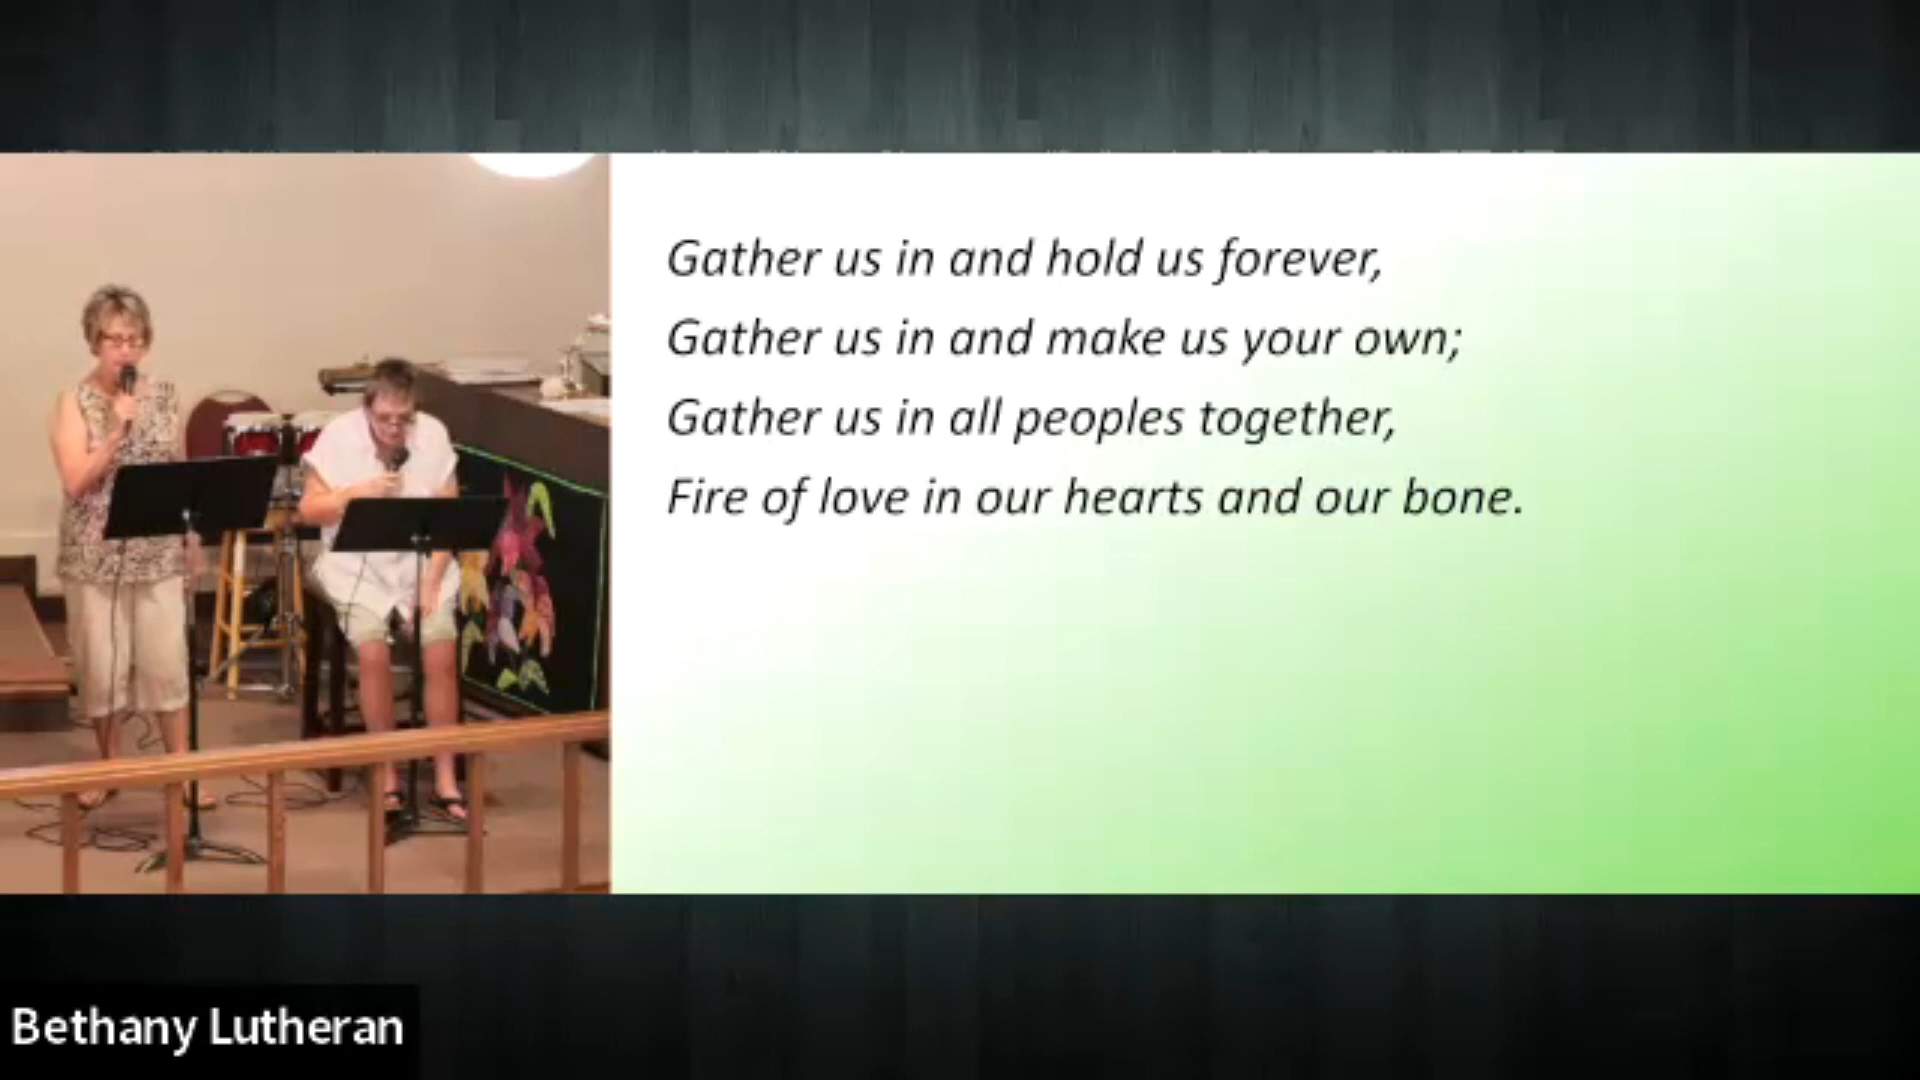 Gather us in and hold us forever,
Gather us in and make us your own;
Gather us in all peoples together,
Fire of love in our hearts and our bone.
Bethany Lutheran